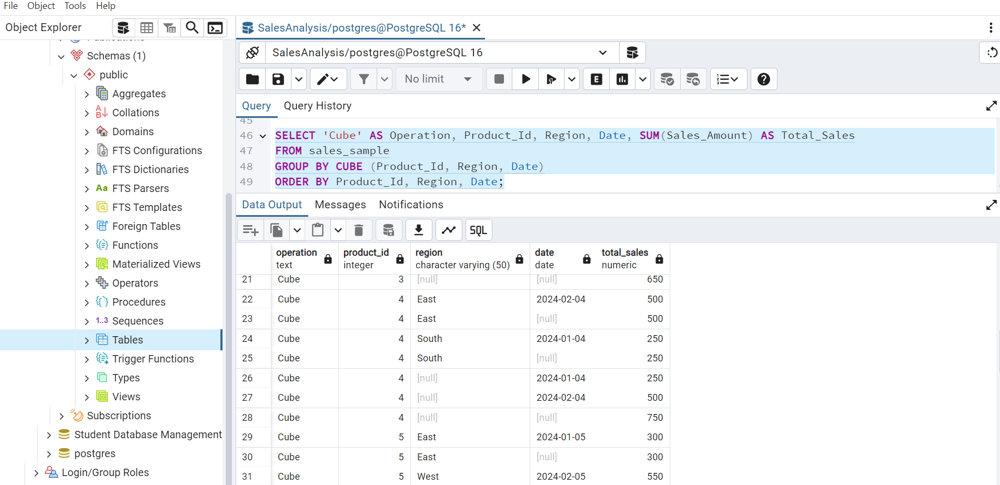 File Object Tools Help
Object Explorer
Schemas (1)
public
Aggregates
Collations
Domains
FTS Configurations
FTS Dictionaries
Aa FTS Parsers
FTS Templates
Foreign Tables
Functions
Materialized Views
Operators
Procedures
1..3 Sequences
Tables
Trigger Functions
Types
Views
Subscriptions
Student Database Management
postgres
Login/Group Roles
SalesAnalysis/postgres@PostgreSQL 16*
SalesAnalysis/postgres@PostgreSQL 16
No limit
E
Query Query History
45
46 SELECT 'Cube' AS Operation, Product_Id, Region, Date, SUM(Sales_Amount) AS Total_Sales
47 FROM sales_sample
48 GROUP BY CUBE (Product_Id, Region, Date)
49 ORDER BY Product_Id, Region, Date;
Data Output Messages Notifications
SQL
operation product_id region date total_sales
text integer character varying (50) date numeric
21 Cube 3 [null] [null] 650
22 Cube 4 East 2024-02-04 500
23 Cube 4 East [null] 500
24 Cube 4 South 2024-01-04 250
25 Cube 4 South [null] 250
26 Cube 4 [null] 2024-01-04 250
27 Cube 4 [null] 2024-02-04 500
28 Cube 4 [null] [null] 750
29 Cube 5 East 2024-01-05 300
30 Cube 5 East [null] 300
31 Cube 5 West 2024-02-05 550